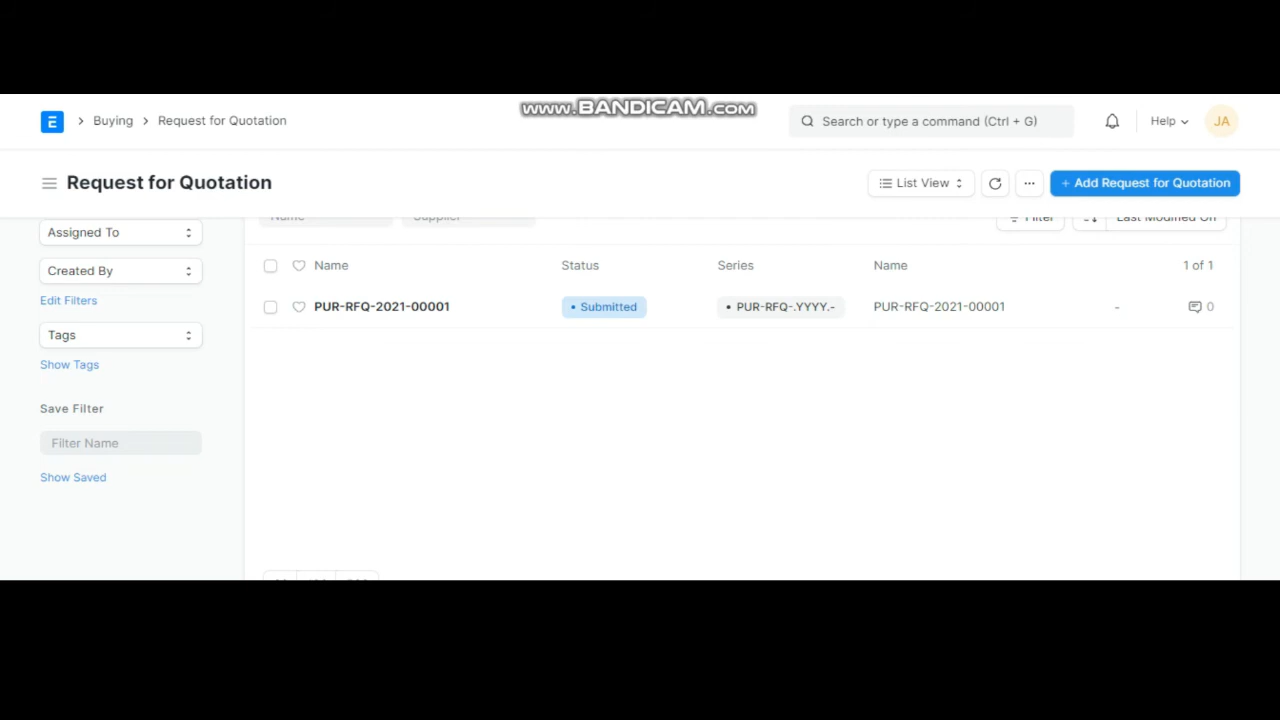 www.BANDICAM.com
E > Buying > Request for Quotation
Search or type a command (Ctrl + G)
Help
JA
Request for Quotation
List View
...
+ Add Request for Quotation
Name
Supplier
Filter
Last Modified On
Assigned To
Created By
Edit Filters
Tags
Show Tags
Save Filter
Filter Name
Show Saved
Name Status Series Name 1 of 1
PUR-RFQ-2021-00001 • Submitted • PUR-RFQ-.YYYY.- PUR-RFQ-2021-00001 - 0